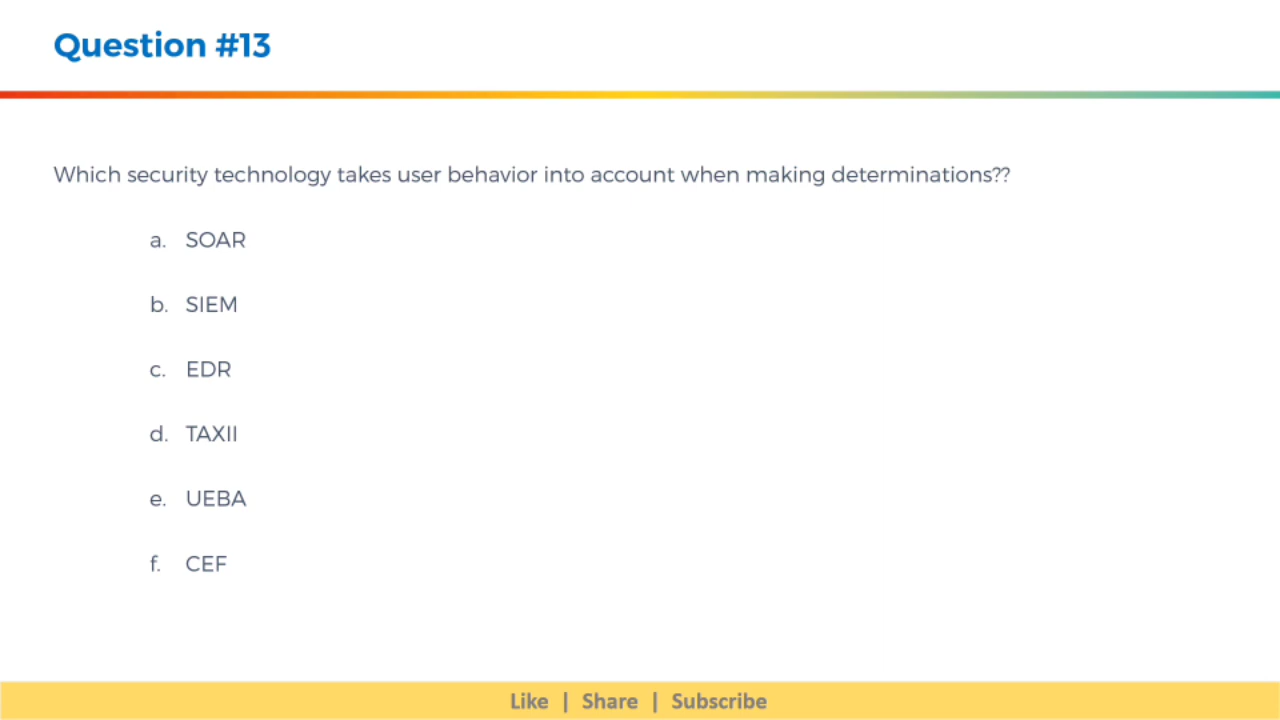 Question #13
Which security technology takes user behavior into account when making determinations??
a. SOAR
b. SIEM
c. EDR
d. TAXII
e. UEBA
f. CEF
Like | Share | Subscribe